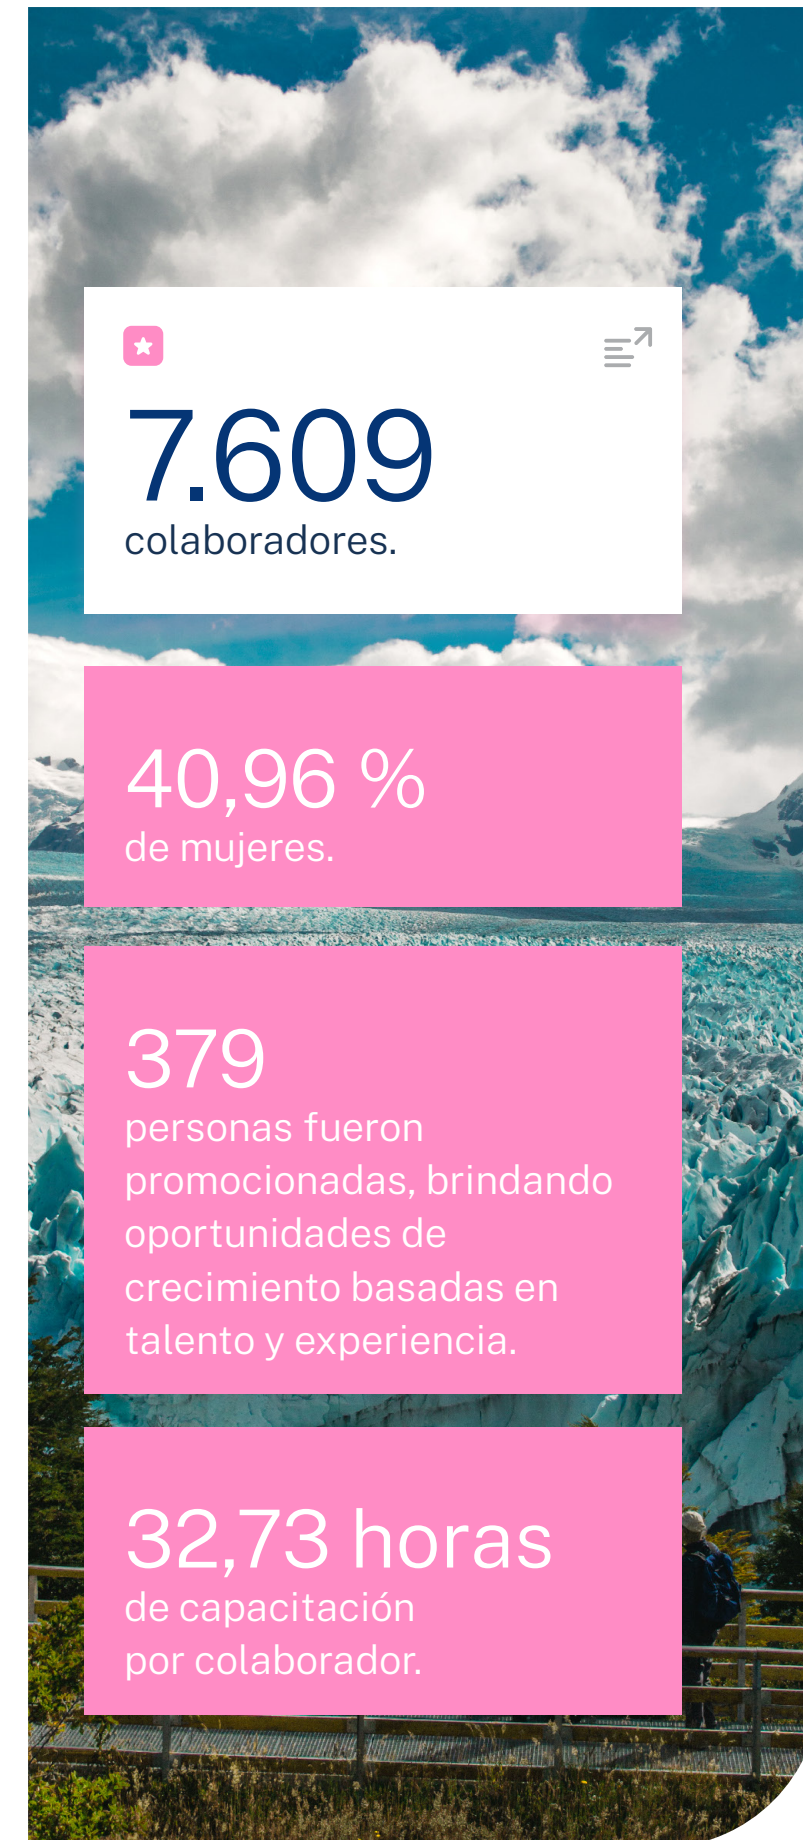 7.609
colaboradores.
40,96 %
de mujeres.
379
personas fueron
promocionadas, brindando
oportunidades de
crecimiento basadas en
talento y experiencia.
32,73 horas
de capacitación
por colaborador.